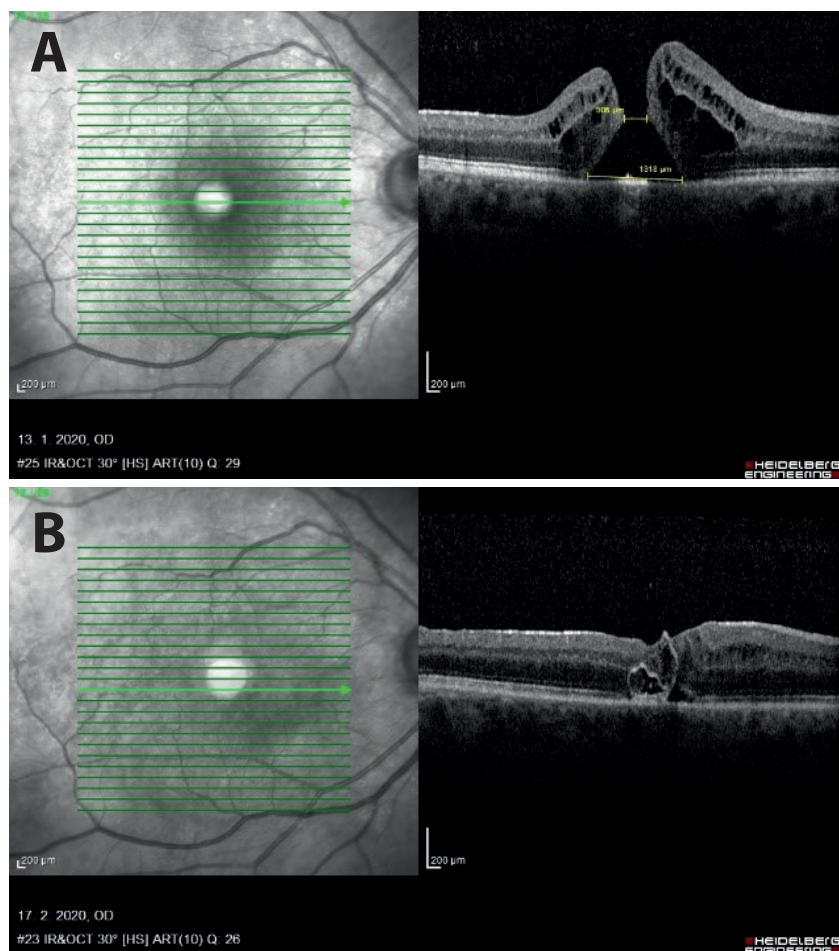 A
306 µm
1318 µm
200 µm
200 µm
13. 1. 2020, OD
#25 IR&OCT 30° [HS] ART(10) Q: 29
HEIDELBERG
ENGINEERING
B
200 µm
200 µm
17. 2. 2020, OD
#23 IR&OCT 30° [HS] ART(10) Q: 26
HEIDELBERG
ENGINEERING